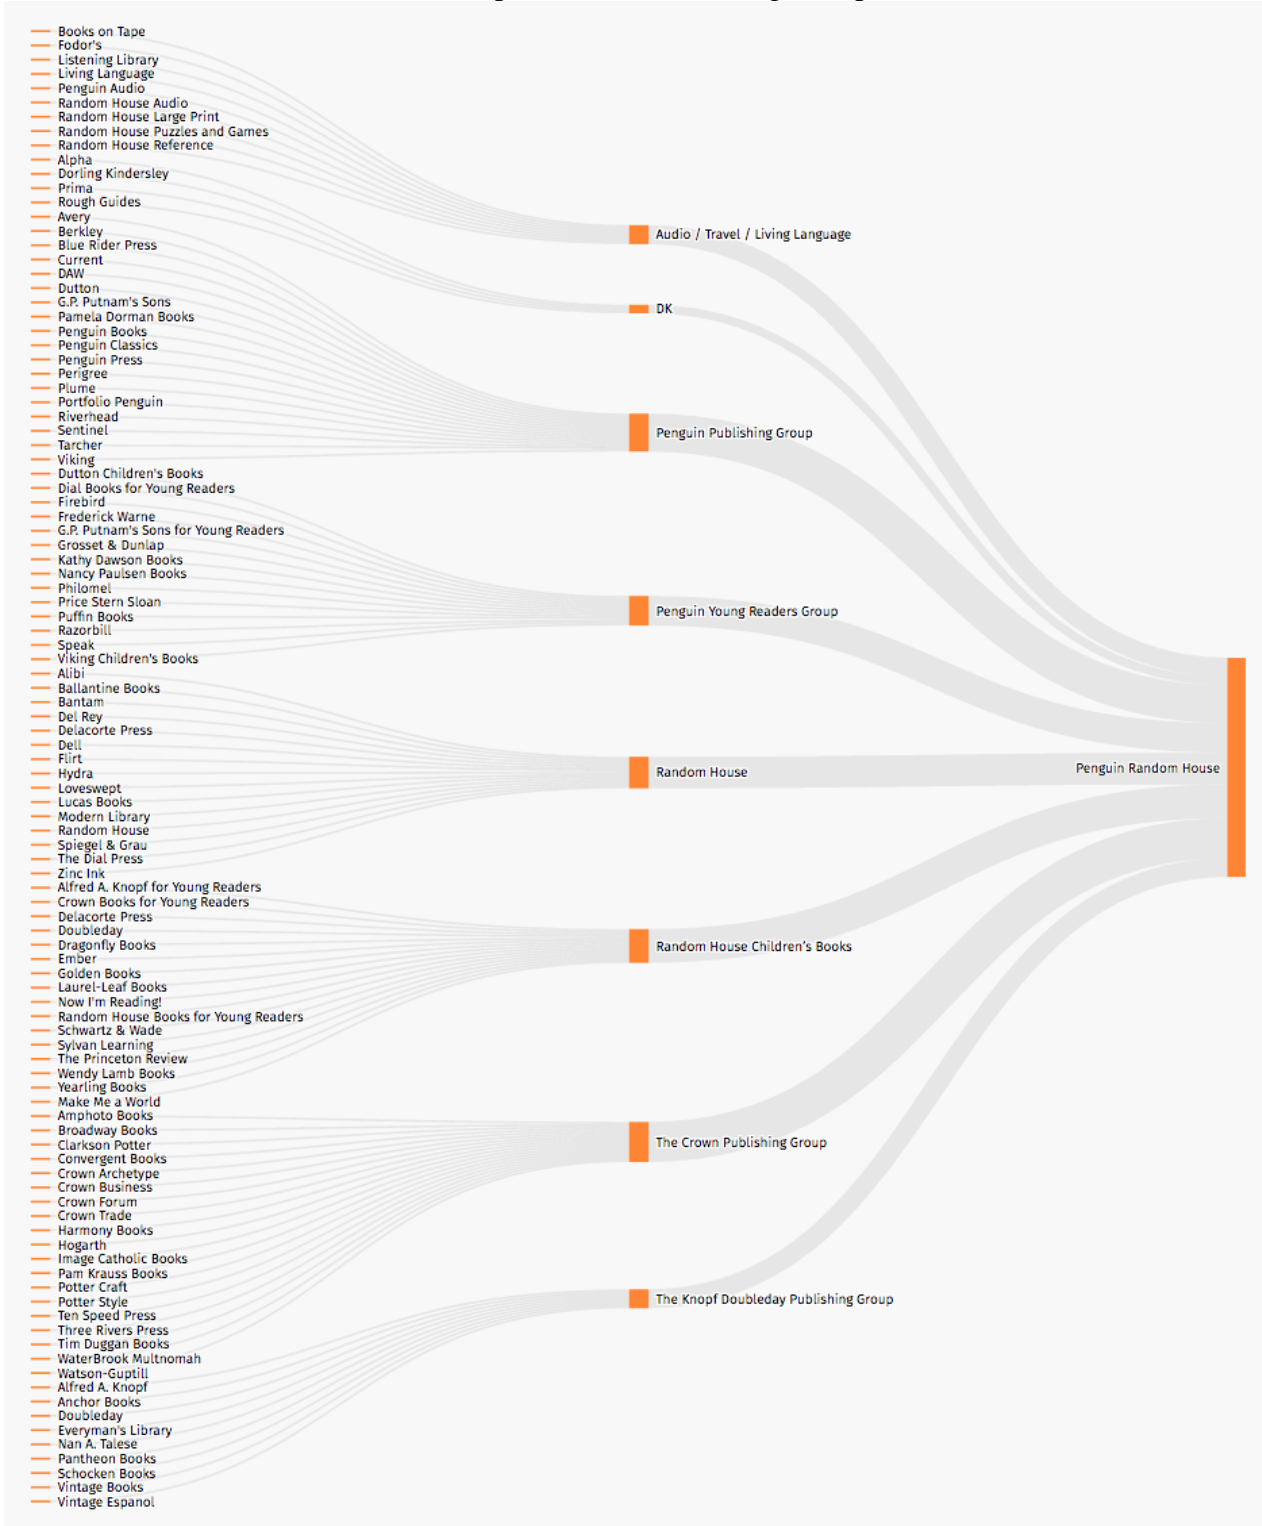 Books on Tape
Fodor's
Listening Library
Living Language
Penguin Audio
Random House Audio
Random House Large Print
Random House Puzzles and Games
Random House Reference
Alpha
Dorling Kindersley
Prima
Rough Guides
Avery
Berkley
Blue Rider Press
Current
DAW
Dutton
G.P. Putnam's Sons
Pamela Dorman Books
Penguin Books
Penguin Classics
Penguin Press
Perigree
Plume
Portfolio Penguin
Riverhead
Sentinel
Tarcher
Viking
Dutton Children's Books
Dial Books for Young Readers
Firebird
Frederick Warne
G.P. Putnam's Sons for Young Readers
Grosset & Dunlap
Kathy Dawson Books
Nancy Paulsen Books
Philomel
Price Stern Sloan
Puffin Books
Razorbill
Speak
Viking Children's Books
Alibi
Ballantine Books
Bantam
Del Rey
Delacorte Press
Dell
Flirt
Hydra
Loveswept
Lucas Books
Modern Library
Random House
Spiegel & Grau
The Dial Press
Zinc Ink
Alfred A. Knopf for Young Readers
Crown Books for Young Readers
Delacorte Press
Doubleday
Dragonfly Books
Ember
Golden Books
Laurel-Leaf Books
Now I'm Reading!
Random House Books for Young Readers
Schwartz & Wade
Sylvan Learning
The Princeton Review
Wendy Lamb Books
Yearling Books
Make Me a World
Amphoto Books
Broadway Books
Clarkson Potter
Convergent Books
Crown Archetype
Crown Business
Crown Forum
Crown Trade
Harmony Books
Hogarth
Image Catholic Books
Pam Krauss Books
Potter Craft
Potter Style
Ten Speed Press
Three Rivers Press
Tim Duggan Books
WaterBrook Multnomah
Watson-Guptill
Alfred A. Knopf
Anchor Books
Doubleday
Everyman's Library
Nan A. Talese
Pantheon Books
Schocken Books
Vintage Books
Vintage Espanol
Audio / Travel / Living Language
DK
Penguin Publishing Group
Penguin Young Readers Group
Random House
Random House Children’s Books
The Crown Publishing Group
The Knopf Doubleday Publishing Group
Penguin Random House